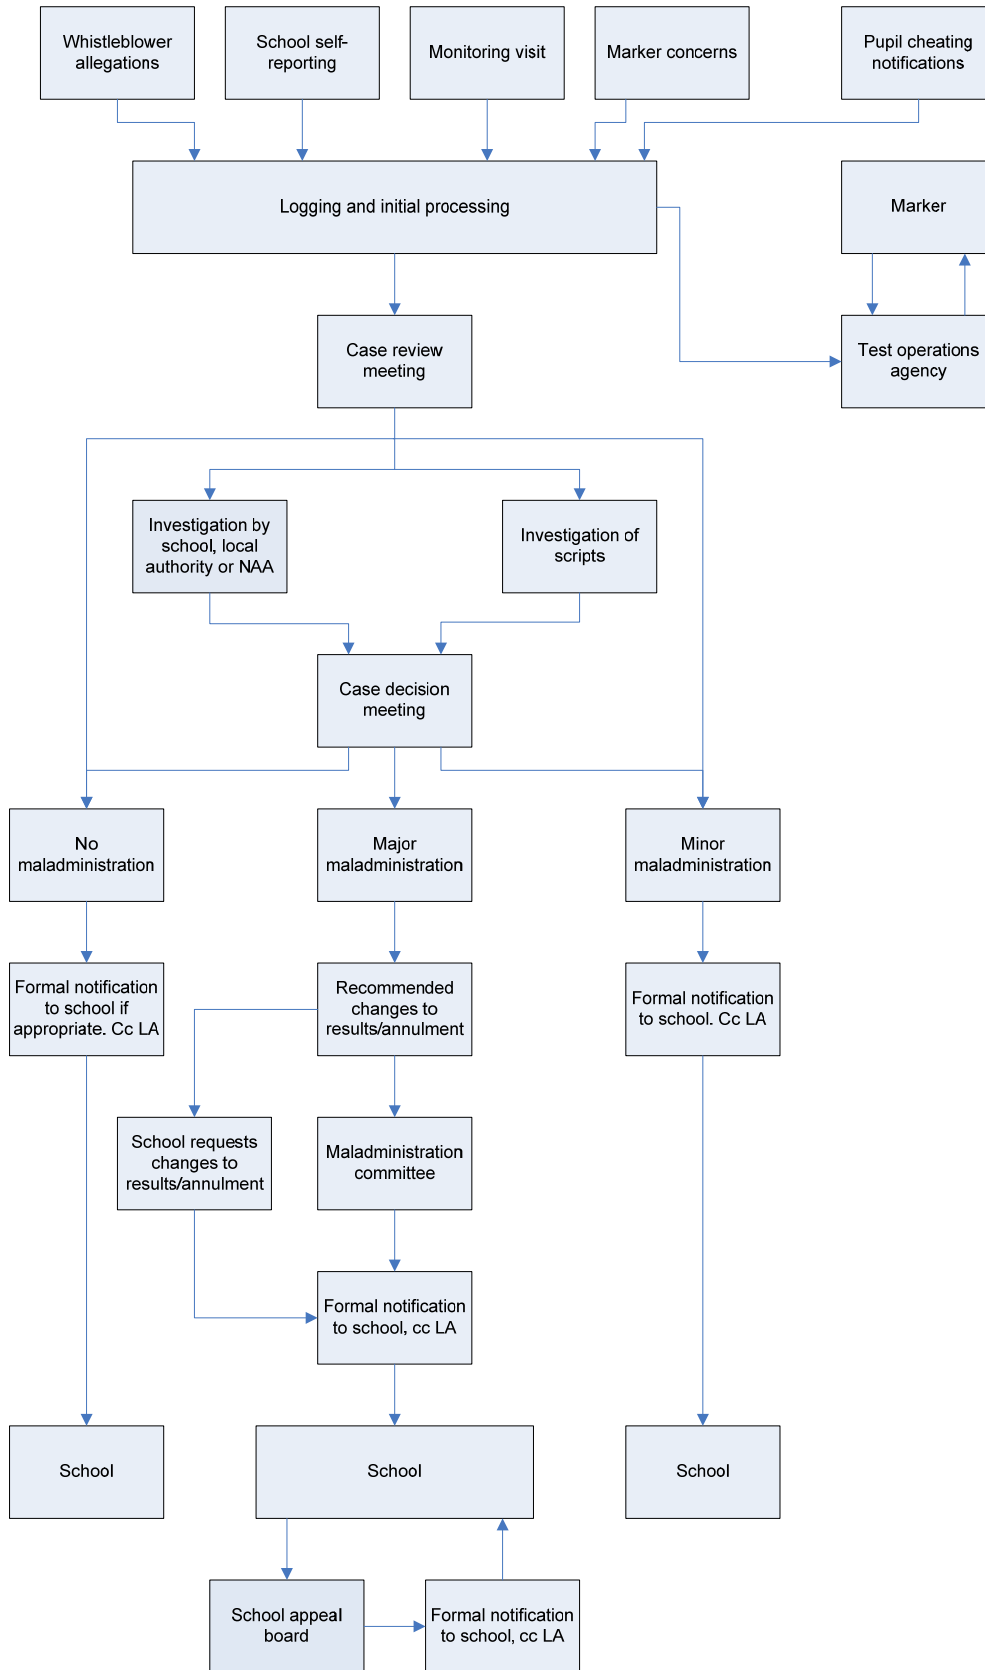 Whistleblower
allegations
School self-
reporting
Monitoring visit
Marker concerns
Pupil cheating
notifications
Logging and initial processing
Marker
Case review
meeting
Test operations
agency
Investigation by
school, local
authority or NAA
Investigation of
scripts
Case decision
meeting
No
maladministration
Major
maladministration
Minor
maladministration
Formal notification
to school if
appropriate. Cc LA
Recommended
changes to
results/annulment
Formal notification
to school. Cc LA
School requests
changes to
results/annulment
Maladministration
committee
Formal notification
to school, cc LA
School
School
School
School appeal
board
Formal notification
to school, cc LA